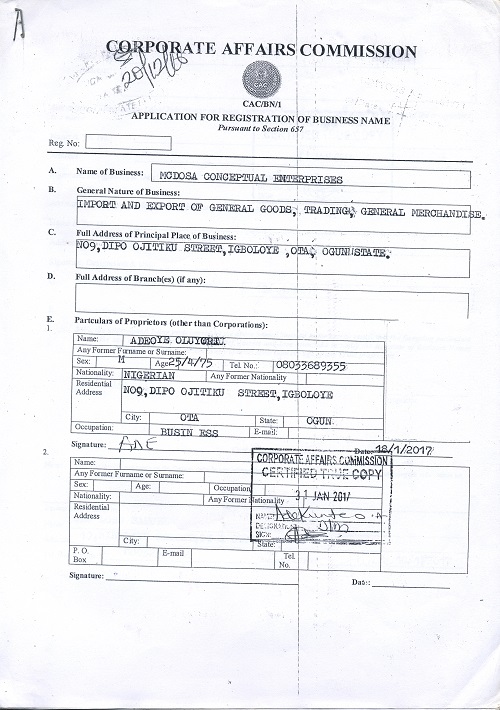 A
20/12/16
CORPORATE AFFAIRS COMMISSION
CAC
CAC/BN/1
APPLICATION FOR REGISTRATION OF BUSINESS NAME
Pursuant to Section 657
Reg. No:
A. Name of Business: MCDOSA CONCEPTUAL ENTERPRISES
B. General Nature of Business:
IMPORT AND EXPORT OF GENERAL GOODS, TRADING, GENERAL MERCHANDISE.
C. Full Address of Principal Place of Business:
NO9,DIPO OJITIKU STREET,IGBOLOYE ,OTA, OGUN STATE.
D. Full Address of Branch(es) (if any):
E. Particulars of Proprietors (other than Corporations):
1.
Name: ADEOYE
Any Former Furname or Surname:
Sex: M Age: 25/4/75 Tel. No.: 08033689355
Nationality: NIGERIAN Any Former Nationality
Residential Address NO9,DIPO OJITIKU STREET,IGBOLOYE
City: OTA State: OGUN
Occupation: BUSIN ESS E-mail:
Signature: Date: 18/1/2017
2.
CORPORATE AFFAIRS COMMISSION
CERTIFIED TRUE COPY
31 JAN 2017
NAME
DESIGNATION
SIGN:
Name:
Any Former Furname or Surname:
Sex: Age: Occupation
Nationality: Any Former Nationality
Residential Address
City: State:
P. O. Box E-mail Tel. No.
Signature: Date::